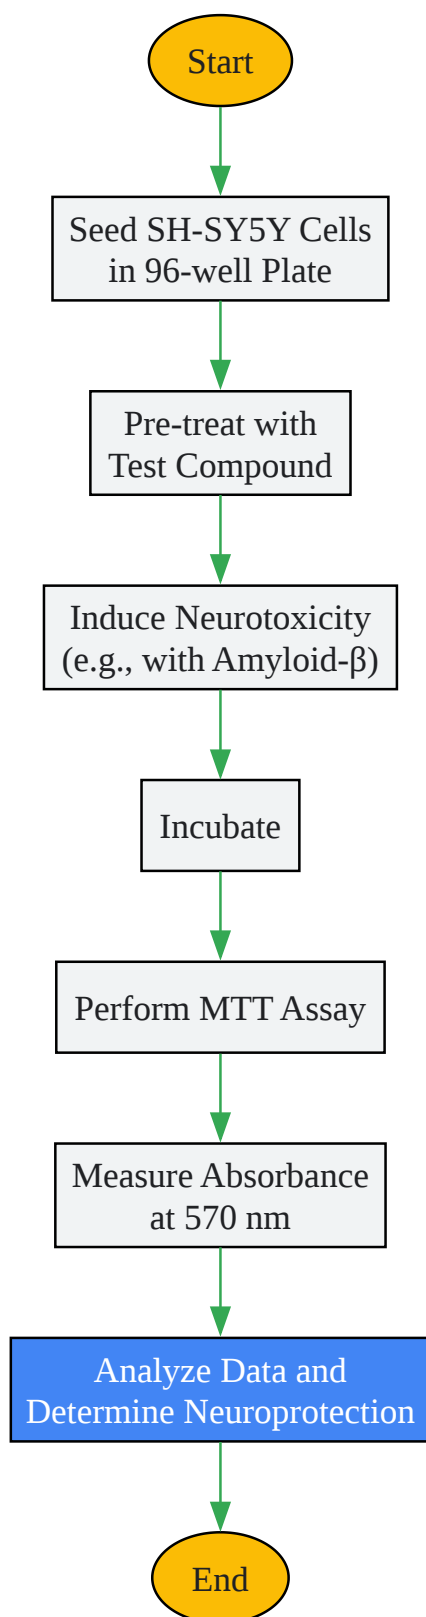 Start
Seed SH-SY5Y Cells
in 96-well Plate
Pre-treat with
Test Compound
Induce Neurotoxicity
(e.g., with Amyloid-β)
Incubate
Perform MTT Assay
Measure Absorbance
at 570 nm
Analyze Data and
Determine Neuroprotection
End